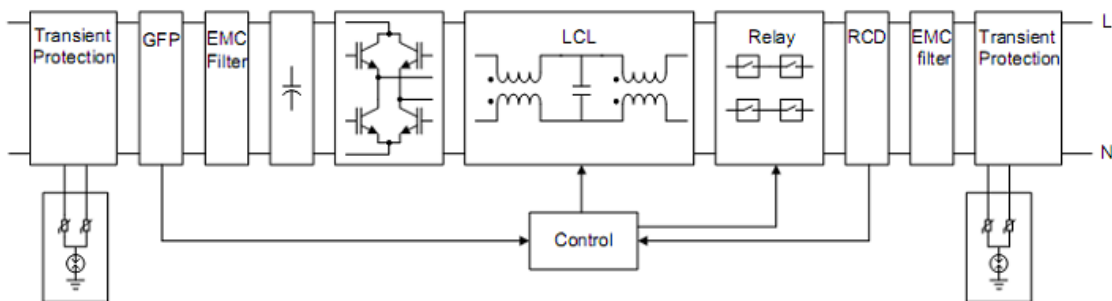 Transient
Protection
GFP
EMC
Filter
LCL
Relay
RCD
EMC
filter
Transient
Protection
L
N
Control